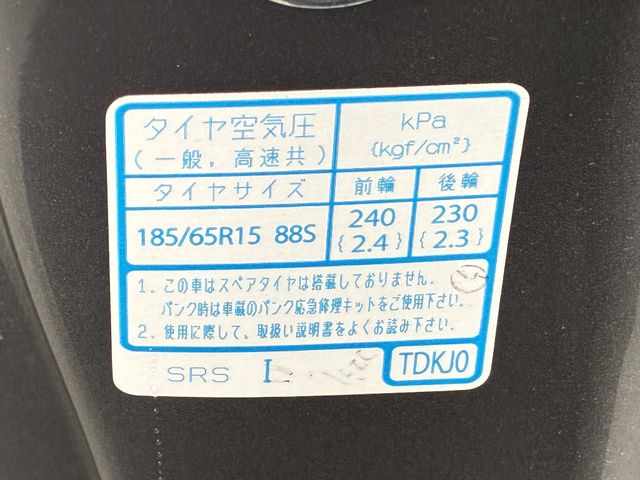 タイヤ空気圧
(一般,高速共)
kPa
{kgf/cm²}
タイヤサイズ 前輪 後輪
185/65R15 88S 240 230
{2.4} {2.3}
1. この車はスペアタイヤは搭載しておりません.
パンク時は車載のパンク応急修理キットをご使用下さい.
2. 使用に際して、取扱い説明書をよくお読み下さい.
SRS I TDKJ0